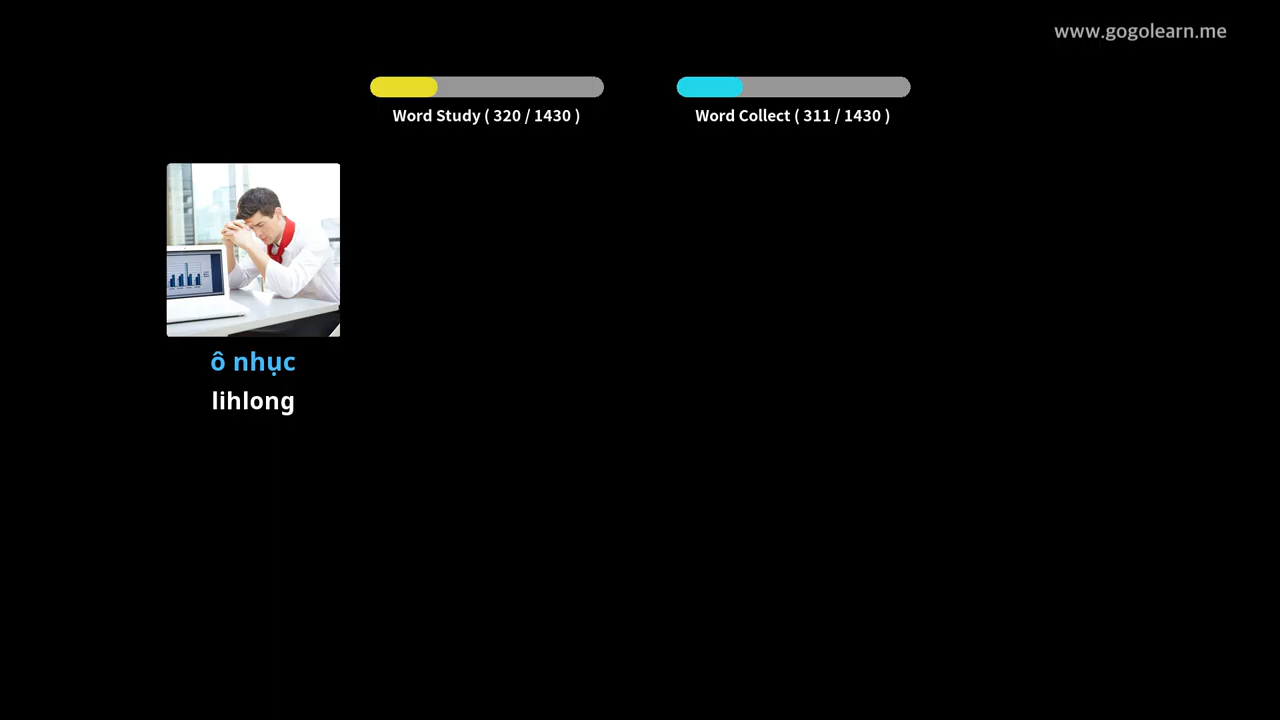 www.gogolearn.me
Word Study ( 320 / 1430 )
Word Collect ( 311 / 1430 )
ô nhục
lihlong